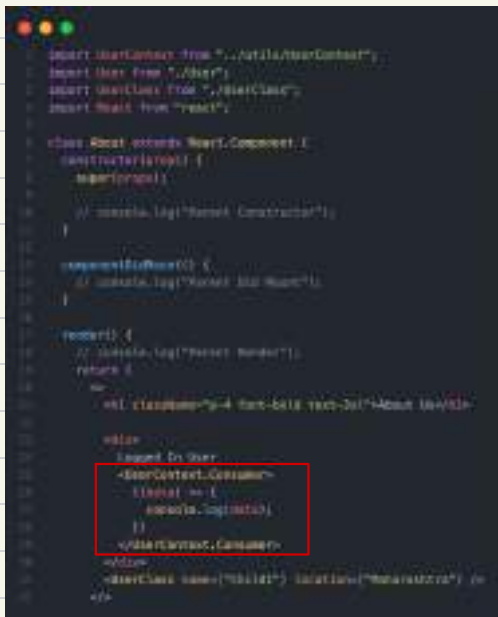 import UserContext from "../utils/UserContext";
import User from "./User";
import UserClass from "./UserClass";
import React from "react";
class About extends React.Component {
constructor(props) {
super(props);
// console.log("Parent Constructor");
}
componentDidMount() {
// console.log("Parent Did Mount");
}
render() {
// console.log("Parent Render");
return (
<>
<h1 className="p-4 font-bold text-3xl">About Us</h1>
<div>
Logged In User
<UserContext.Consumer>
{(data) => {
console.log(data);
}}
</UserContext.Consumer>
</div>
<UserClass name={"Child1"} location={"Maharashtra"} />
</>